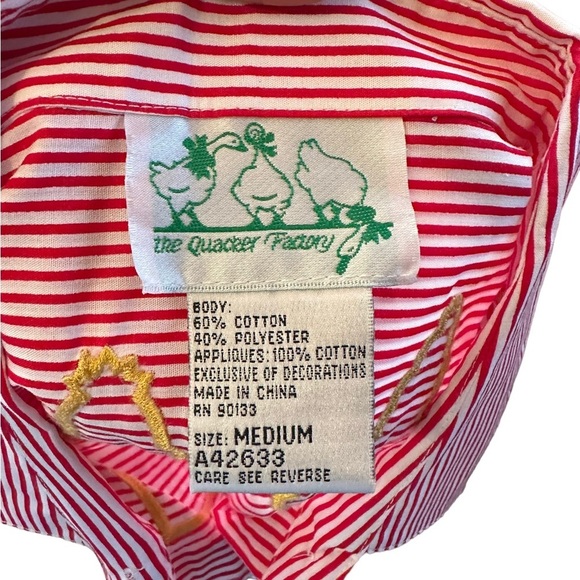 the Quacker Factory
BODY:
60% COTTON
40% POLYESTER
APPLIQUES: 100% COTTON
EXCLUSIVE OF DECORATIONS
MADE IN CHINA
RN 90133
SIZE: MEDIUM
A42633
CARE SEE REVERSE